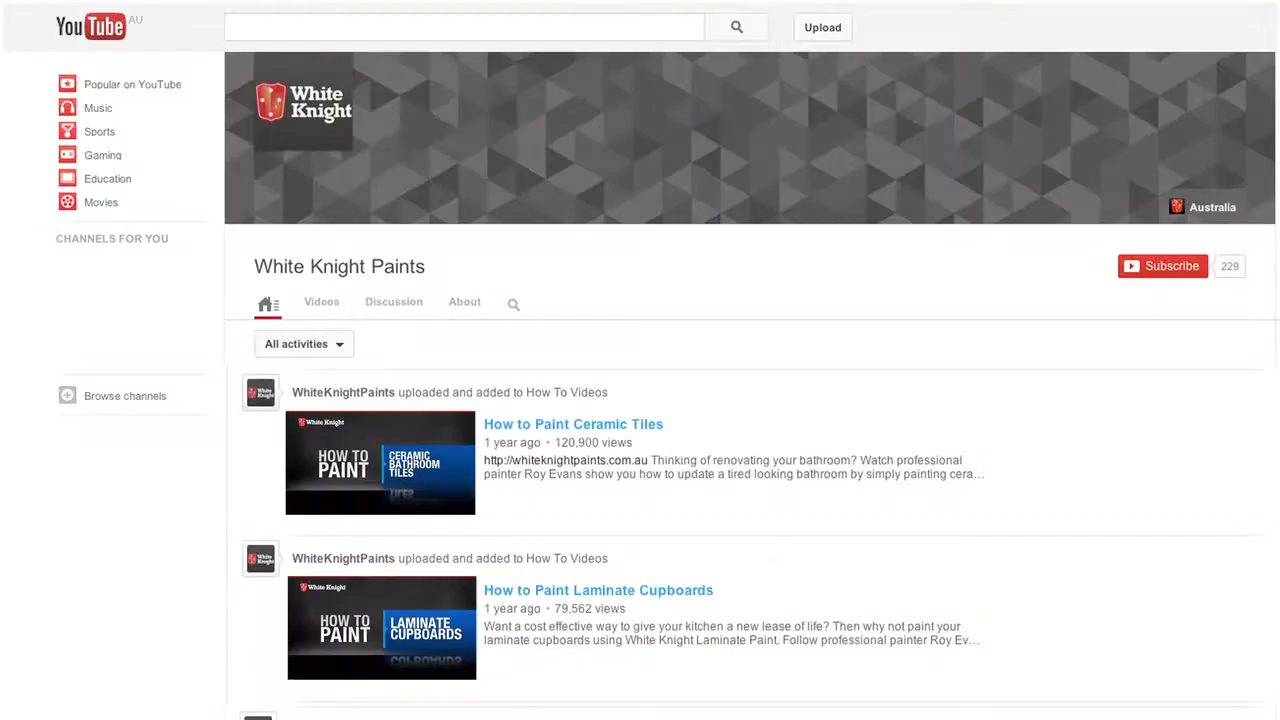 YouTube AU
Upload
Popular on YouTube
Music
Sports
Gaming
Education
Movies
CHANNELS FOR YOU
Browse channels
White
Knight
Australia
White Knight Paints
Subscribe 229
Videos Discussion About
All activities
WhiteKnightPaints uploaded and added to How To Videos
White Knight
HOW TO
PAINT
CERAMIC
BATHROOM
TILES
How to Paint Ceramic Tiles
1 year ago • 120,900 views
http://whiteknightpaints.com.au Thinking of renovating your bathroom? Watch professional
painter Roy Evans show you how to update a tired looking bathroom by simply painting cera...
WhiteKnightPaints uploaded and added to How To Videos
White Knight
HOW TO
PAINT
LAMINATE
CUPBOARDS
How to Paint Laminate Cupboards
1 year ago • 79,562 views
Want a cost effective way to give your kitchen a new lease of life? Then why not paint your
laminate cupboards using White Knight Laminate Paint. Follow professional painter Roy Ev...